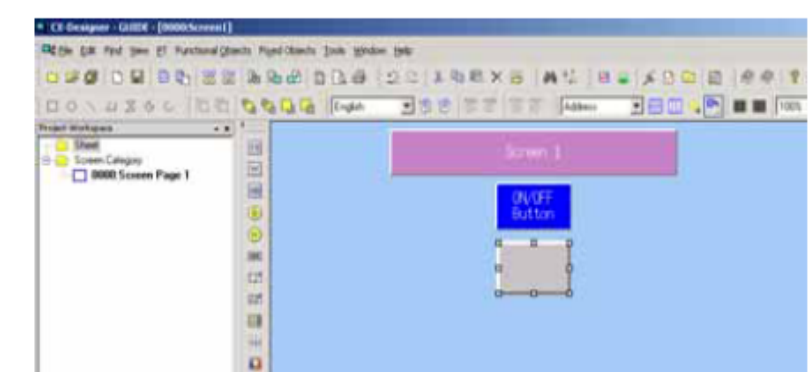 CX-Designer - GUIDE - [0000:Screen1]
File Edit Find View PT Functional Objects Fixed Objects Tools Window Help
English
Address
100%
Project Workspace
Sheet
Screen Category
0000:Screen Page 1
Screen 1
ON/OFF
Button